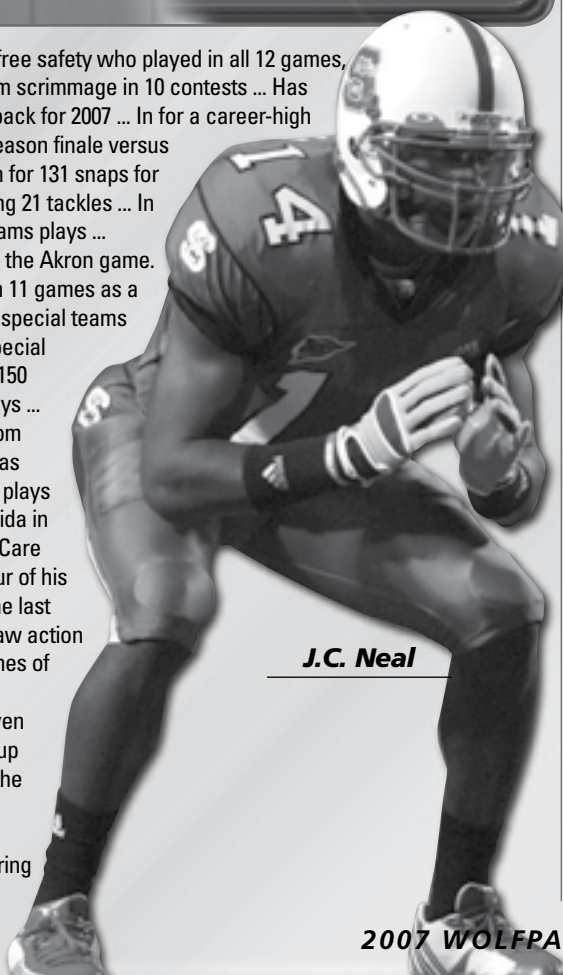 free safety who played in all 12 games,
m scrimmage in 10 contests ... Has
back for 2007 ... In for a career-high
eason finale versus
n for 131 snaps for
ng 21 tackles ... In
ams plays ...
the Akron game.
n 11 games as a
special teams
pecial
150
ys ...
om
as
plays
ida in
Care
ur of his
he last
aw action
nes of
ven
up
he
ring
14
J.C. Neal
2007 WOLFPA